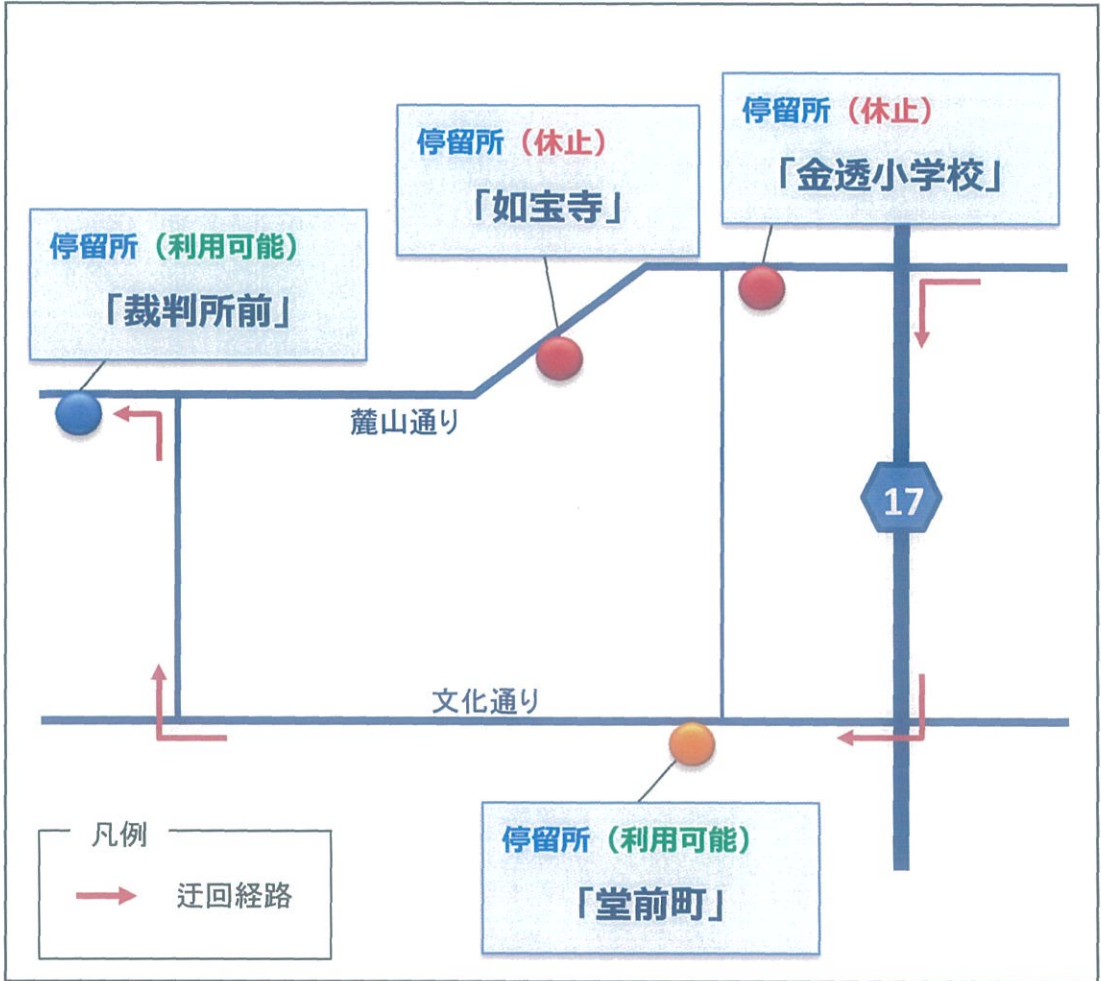 停留所（休止）
「金透小学校」
停留所（休止）
「如宝寺」
停留所（利用可能）
「裁判所前」
麓山通り
17
文化通り
停留所（利用可能）
「堂前町」
凡例
迂回経路